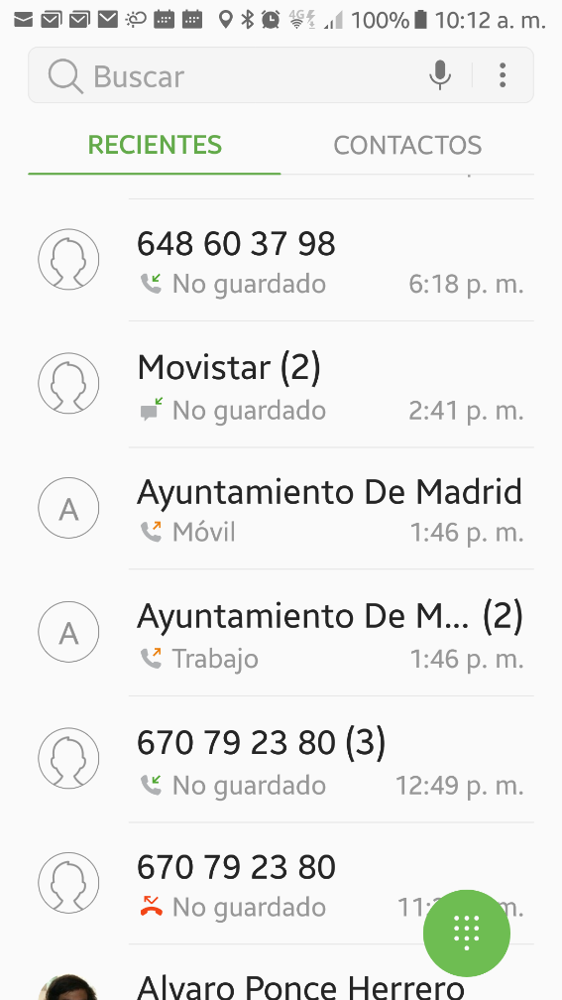 4G
100% 10:12 a. m.
Buscar
RECIENTES
CONTACTOS
648 60 37 98
No guardado
6:18 p. m.
Movistar (2)
No guardado
2:41 p. m.
Ayuntamiento De Madrid
Móvil
1:46 p. m.
A
Ayuntamiento De M... (2)
Trabajo
1:46 p. m.
A
670 79 23 80 (3)
No guardado
12:49 p. m.
670 79 23 80
No guardado
Alvaro Ponce Herrero